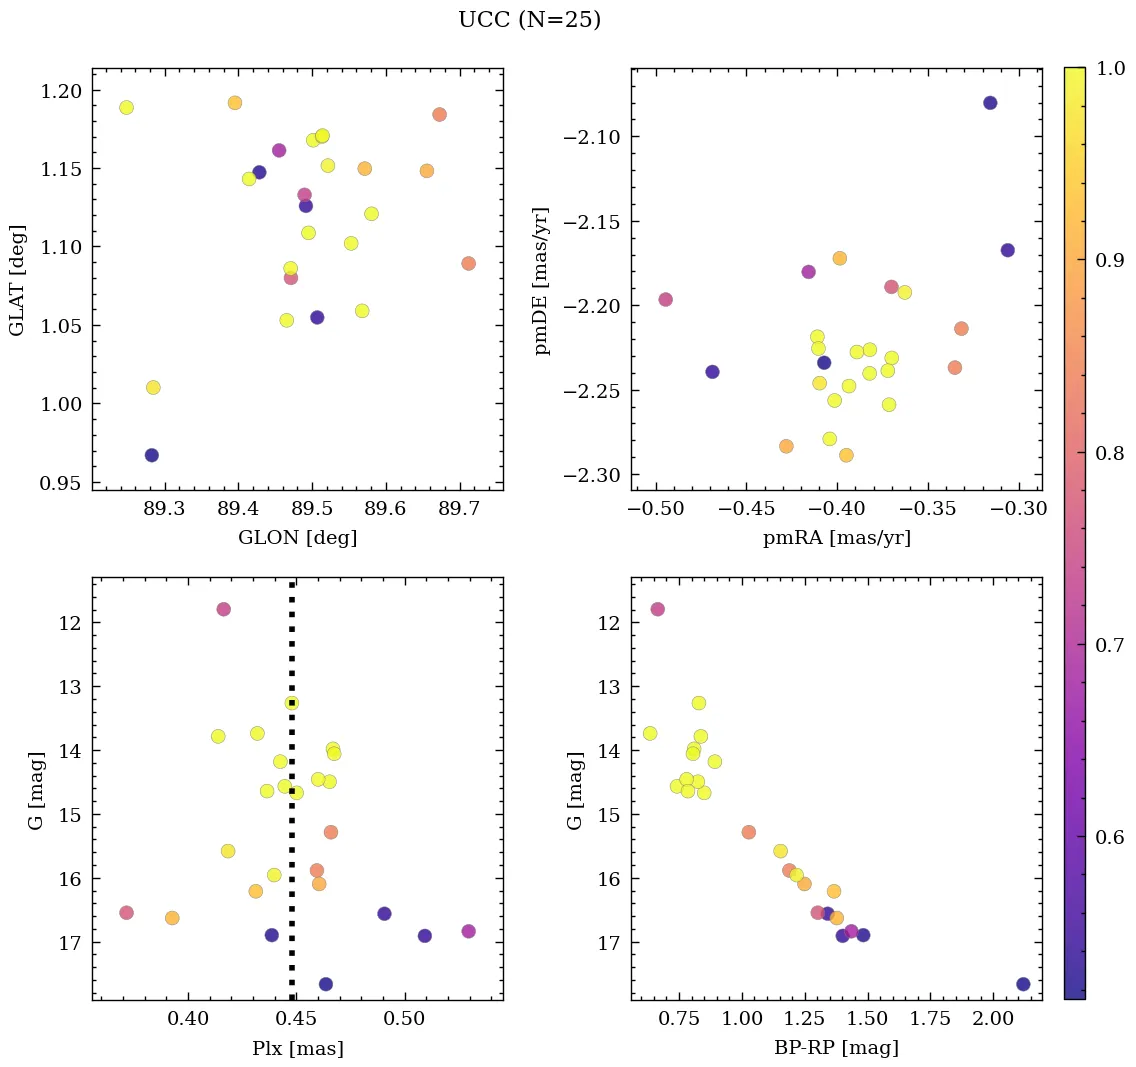 UCC (N=25)
1.20
1.15
1.10
1.05
1.00
0.95
GLAT [deg]
89.3 89.4 89.5 89.6 89.7
GLON [deg]
−2.10
−2.15
−2.20
−2.25
−2.30
pmDE [mas/yr]
−0.50 −0.45 −0.40 −0.35 −0.30
pmRA [mas/yr]
12
13
14
15
16
17
G [mag]
0.40 0.45 0.50
Plx [mas]
12
13
14
15
16
17
G [mag]
0.75 1.00 1.25 1.50 1.75 2.00
BP-RP [mag]
1.0
0.9
0.8
0.7
0.6